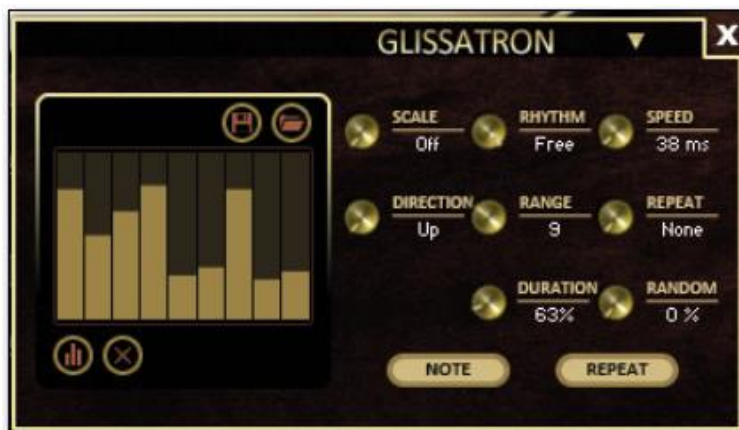 GLISSATRON
X
SCALE RHYTHM SPEED
Off Free 38 ms
DIRECTION RANGE REPEAT
Up 9 None
DURATION RANDOM
63% 0 %
NOTE REPEAT